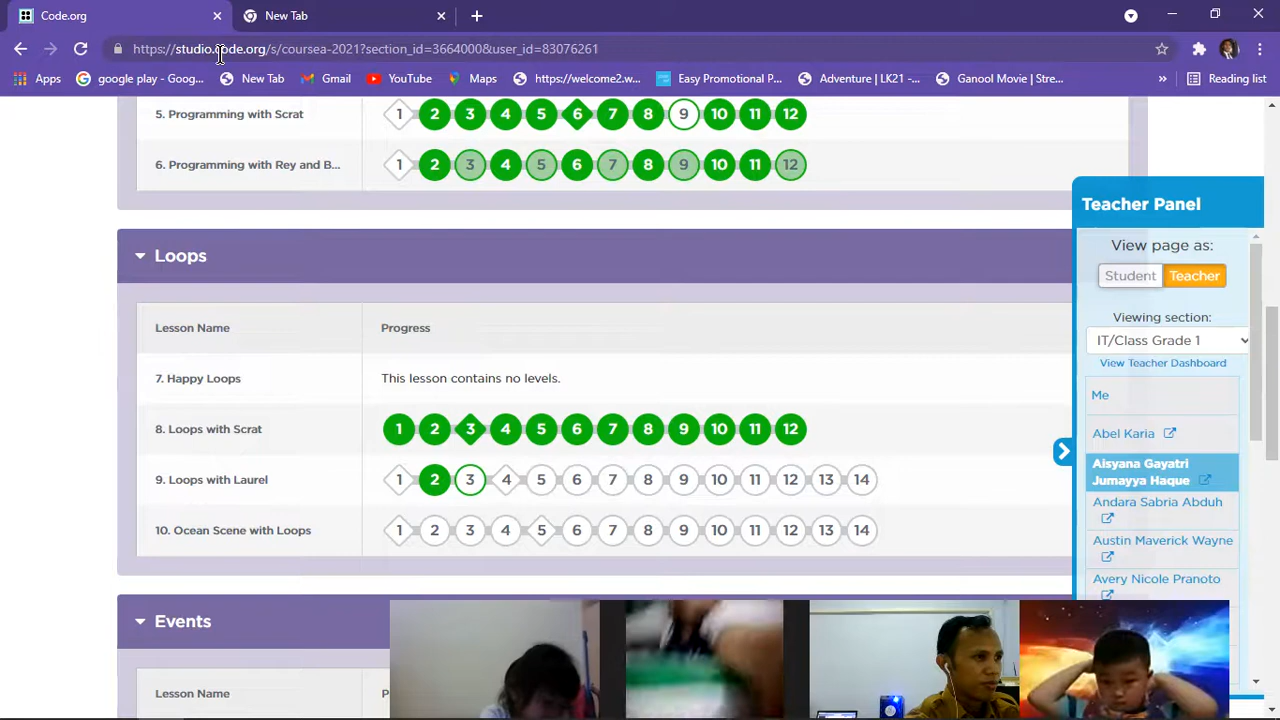 Code.org
New Tab
https://studio.code.org/s/coursea-2021?section_id=3664000&user_id=83076261
Apps
google play - Goog...
New Tab
Gmail
YouTube
Maps
https://welcome2.w...
Easy Promotional P...
Adventure | LK21 -...
Ganool Movie | Stre...
»
Reading list
5. Programming with Scrat
1 2 3 4 5 6 7 8 9 10 11 12
6. Programming with Rey and B...
1 2 3 4 5 6 7 8 9 10 11 12
Loops
Lesson Name
Progress
7. Happy Loops
This lesson contains no levels.
8. Loops with Scrat
1 2 3 4 5 6 7 8 9 10 11 12
9. Loops with Laurel
1 2 3 4 5 6 7 8 9 10 11 12 13 14
10. Ocean Scene with Loops
1 2 3 4 5 6 7 8 9 10 11 12 13 14
Events
Lesson Name
P
Teacher Panel
View page as:
Student
Teacher
Viewing section:
IT/Class Grade 1
View Teacher Dashboard
Me
Abel Karia
Aisyana Gayatri
Jumayya Haque
Andara Sabria Abduh
Austin Maverick Wayne
Avery Nicole Pranoto